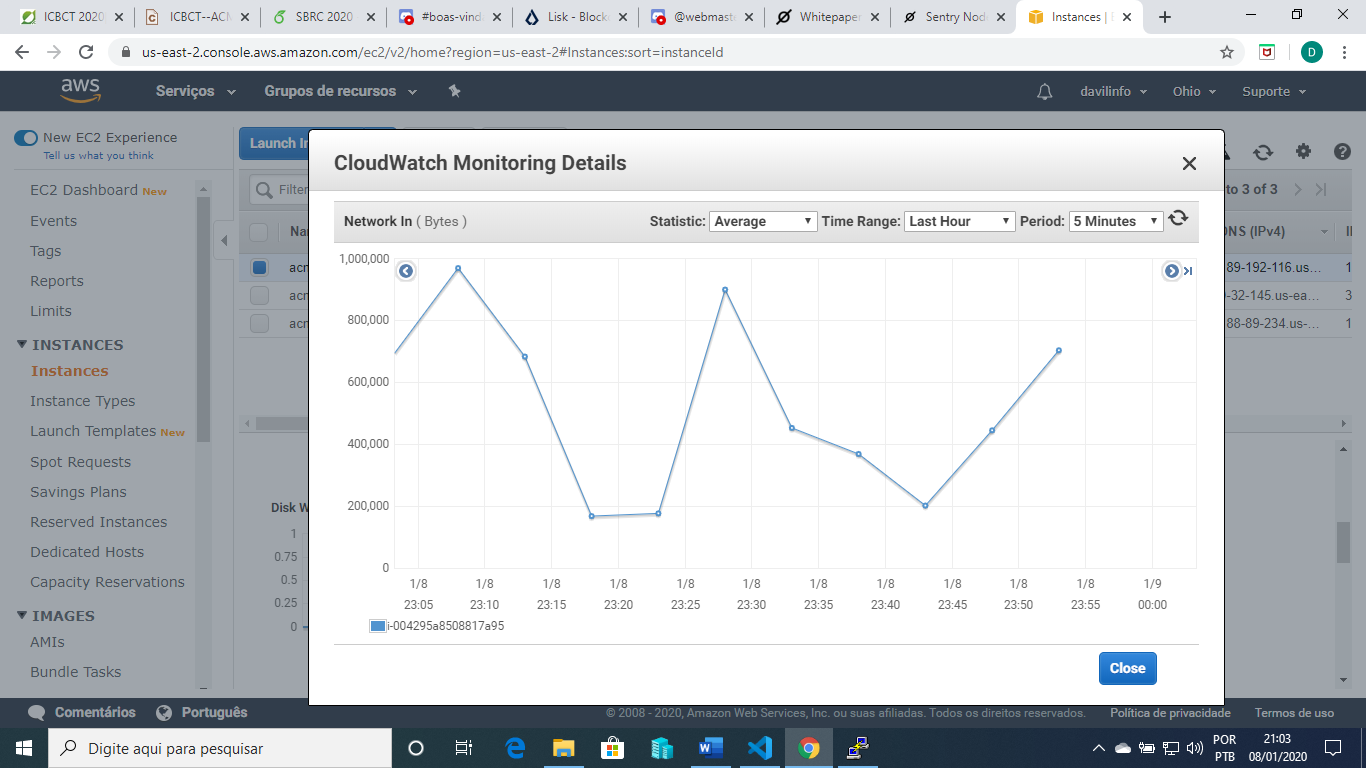 ICBCT 2020
ICBCT--ACM
SBRC 2020
#boas-vind
Lisk - Block
@webmaste
Whitepaper
Sentry Node
Instances | E
us-east-2.console.aws.amazon.com/ec2/v2/home?region=us-east-2#Instances:sort=instanceId
D
aws
Serviços
Grupos de recursos
davilinfo
Ohio
Suporte
New EC2 Experience
Tell us what you think
EC2 Dashboard New
Events
Tags
Reports
Limits
INSTANCES
Instances
Instance Types
Launch Templates New
Spot Requests
Savings Plans
Reserved Instances
Dedicated Hosts
Capacity Reservations
IMAGES
AMIs
Bundle Tasks
Launch In
Filter
to 3 of 3
Na
NS (IPv4)
acr
89-192-116.us...
1
acr
-32-145.us-ea...
3
acr
88-89-234.us-...
1
Disk W
1
0.75
0.5
0.25
0
CloudWatch Monitoring Details
Network In ( Bytes )
Statistic: Average
Time Range: Last Hour
Period: 5 Minutes
1,000,000
800,000
600,000
400,000
200,000
0
1/8 1/8 1/8 1/8 1/8 1/8 1/8 1/8 1/8 1/8 1/8 1/9
23:05 23:10 23:15 23:20 23:25 23:30 23:35 23:40 23:45 23:50 23:55 00:00
i-004295a8508817a95
Close
Comentários
Português
© 2008 - 2020, Amazon Web Services, Inc. ou suas afiliadas. Todos os direitos reservados.
Política de privacidade
Termos de uso
Digite aqui para pesquisar
POR
PTB
21:03
08/01/2020